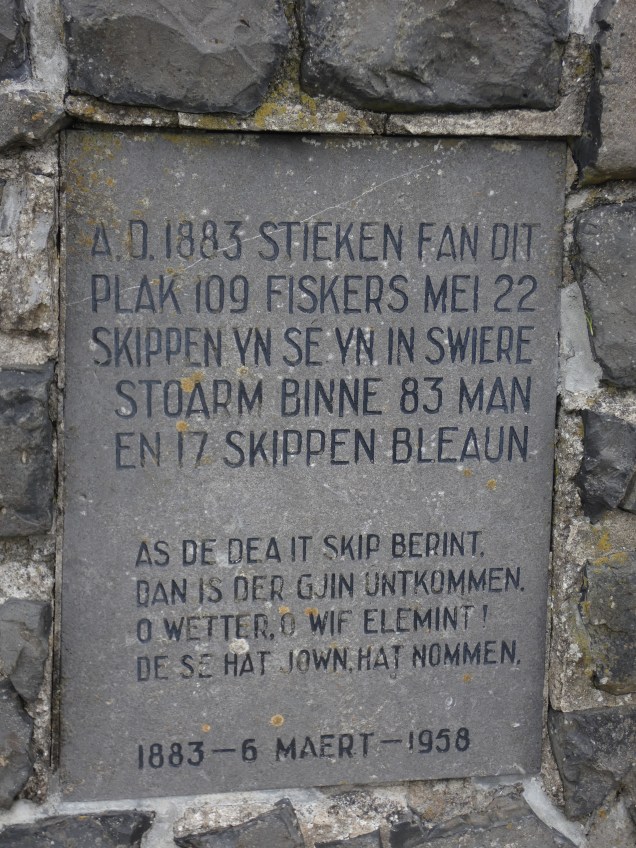 A.D. 1883 STIEKEN FAN DIT
PLAK 109 FISKERS MEI 22
SKIPPEN YN SE YN IN SWIERE
STOARM BINNE 83 MAN
EN 17 SKIPPEN BLEAUN
AS DE DEA IT SKIP BERINT,
DAN IS DER GJIN UNTKOMMEN.
O WETTER, O WIF ELEMINT!
DE SE HAT JOWN, HAT NOMMEN.
1883-6 MAERT-1958